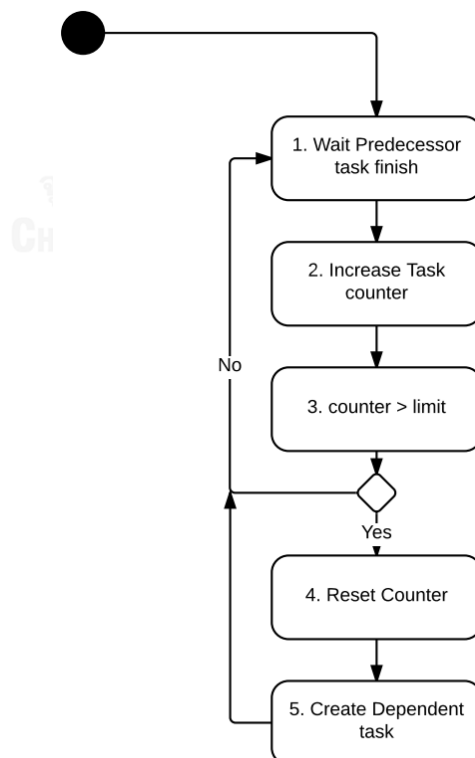 1. Wait Predecessor
task finish
2. Increase Task
counter
No
3. counter > limit
Yes
4. Reset Counter
5. Create Dependent
task